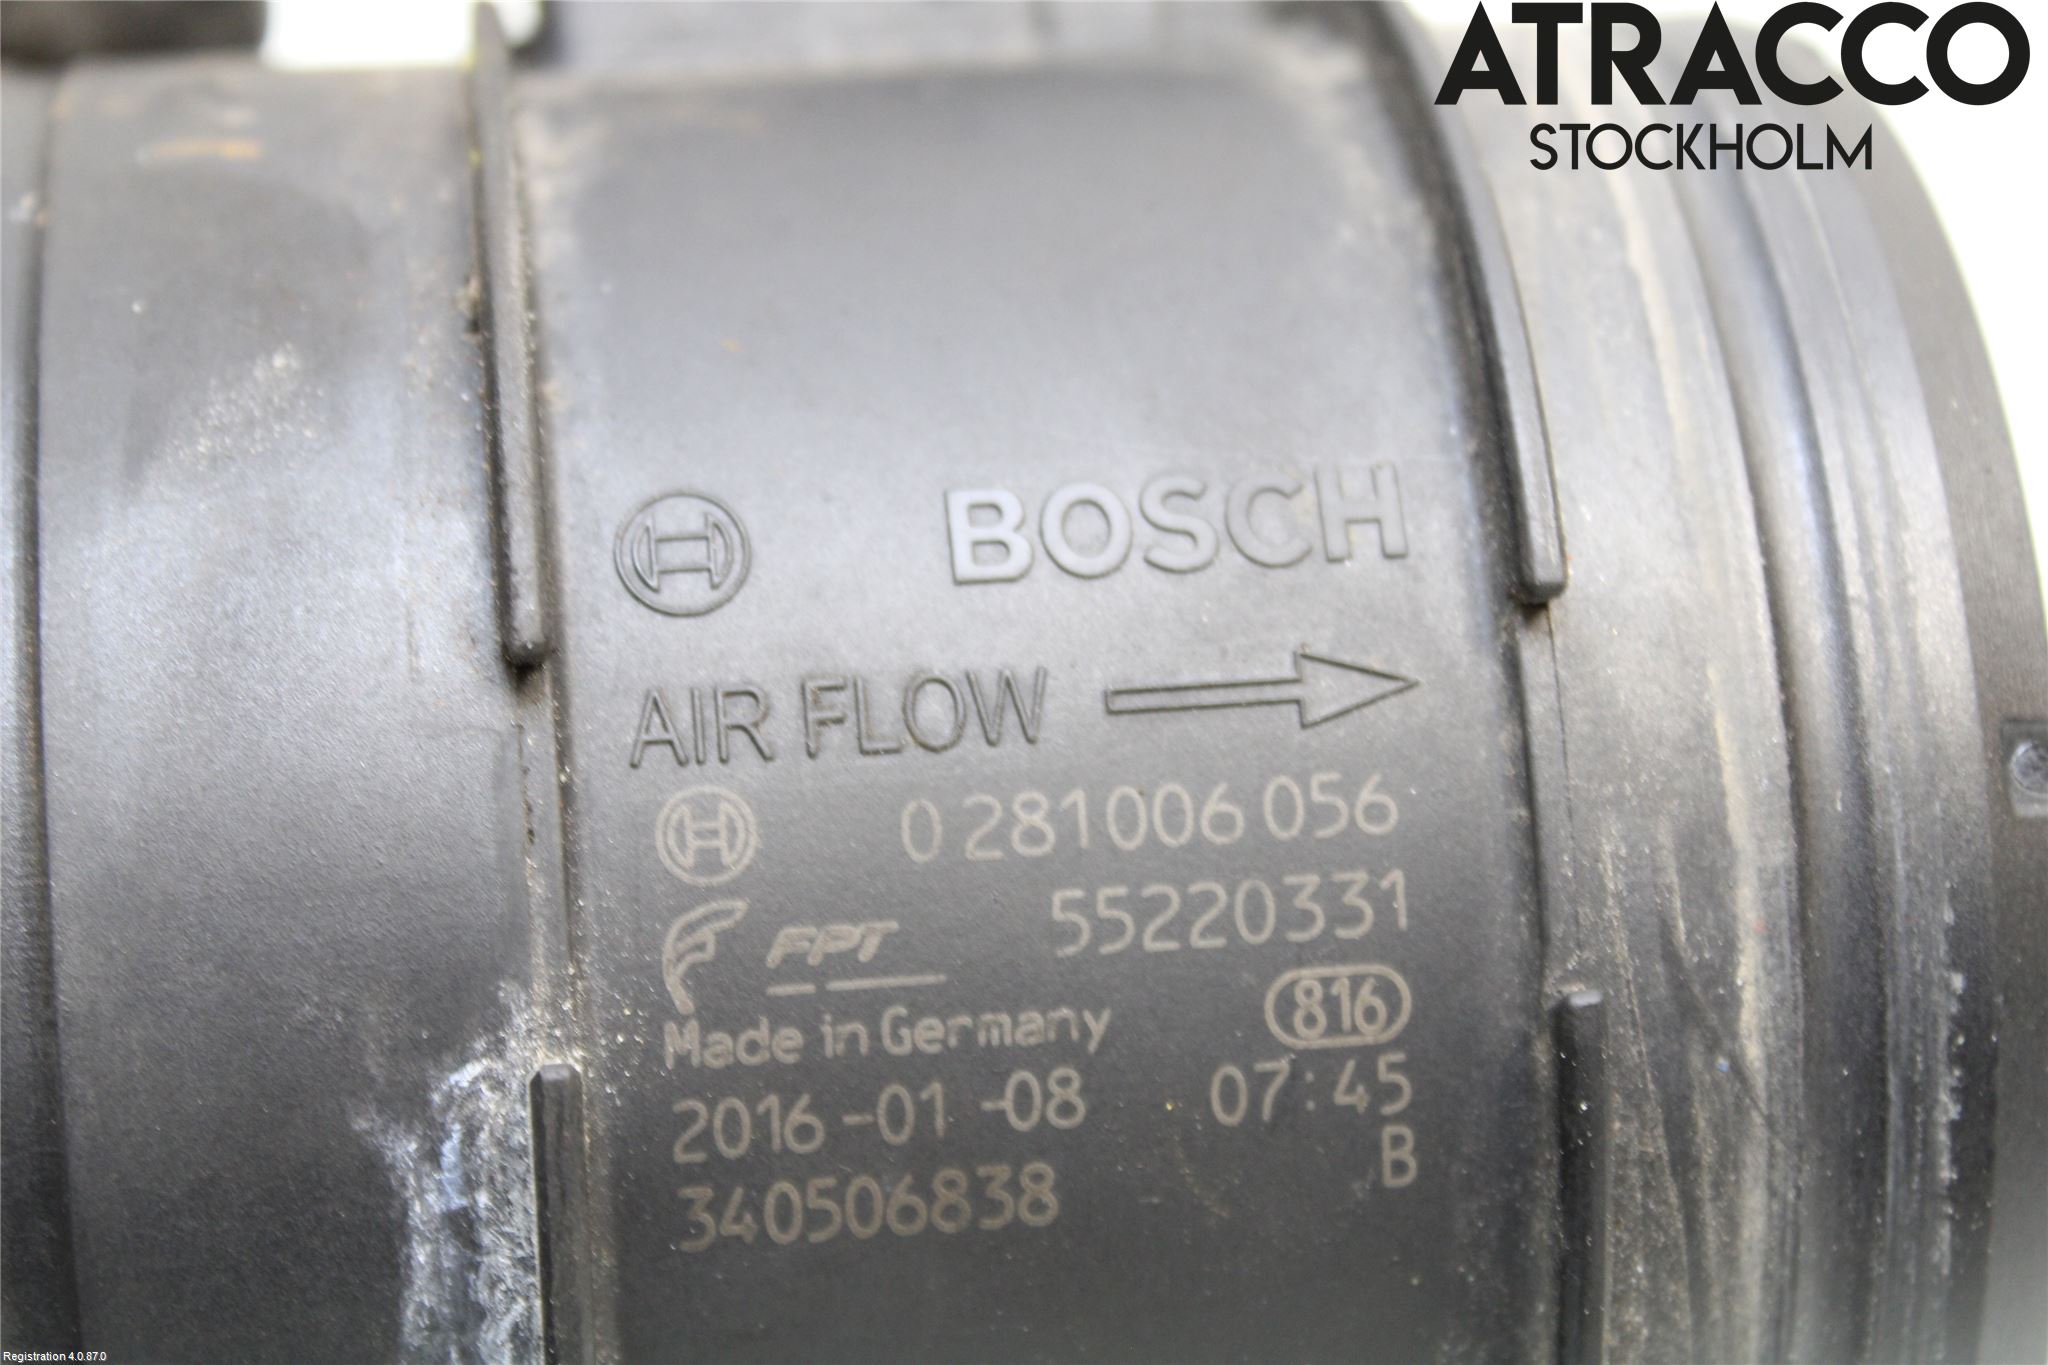 ATRACCO
STOCKHOLM
BOSCH
AIR FLOW
0 281 006 056
FPT 55220331
Made in Germany 816
2016-01-08 07:45
B
340506838
Registration 4.0.87.0